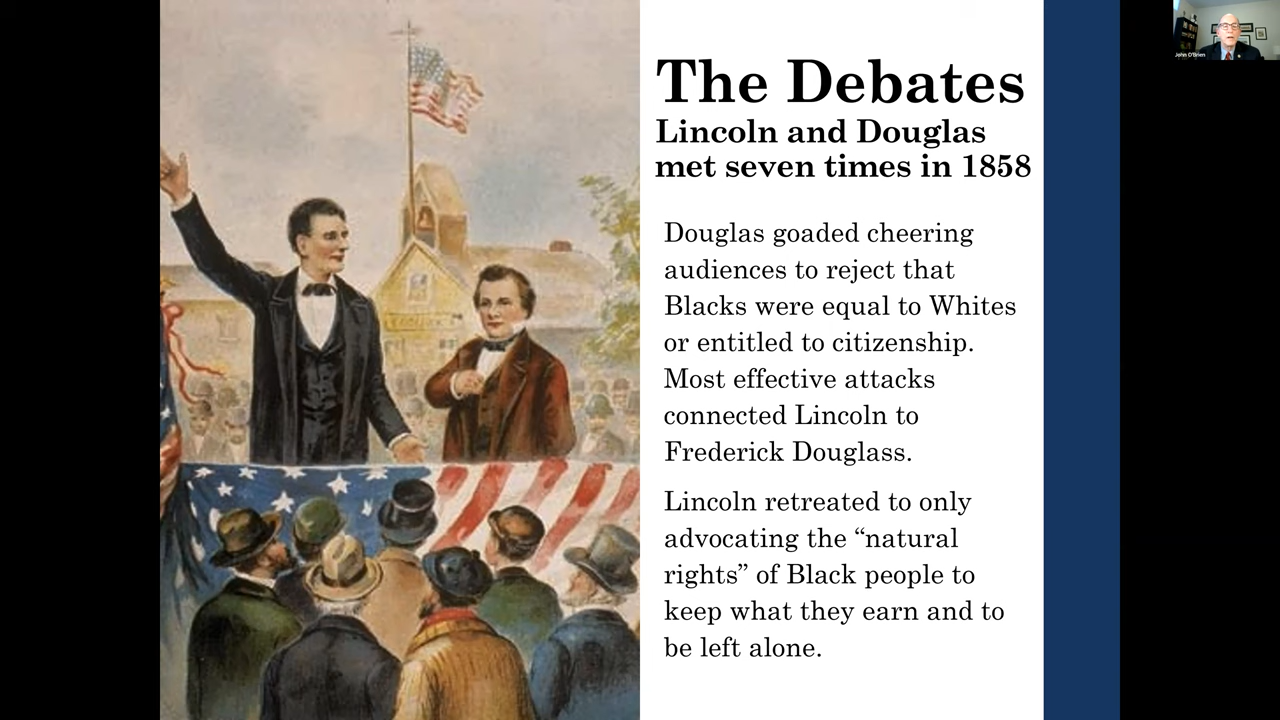 The Debates
Lincoln and Douglas
met seven times in 1858
Douglas goaded cheering
audiences to reject that
Blacks were equal to Whites
or entitled to citizenship.
Most effective attacks
connected Lincoln to
Frederick Douglass.
Lincoln retreated to only
advocating the “natural
rights” of Black people to
keep what they earn and to
be left alone.
John O'Brien